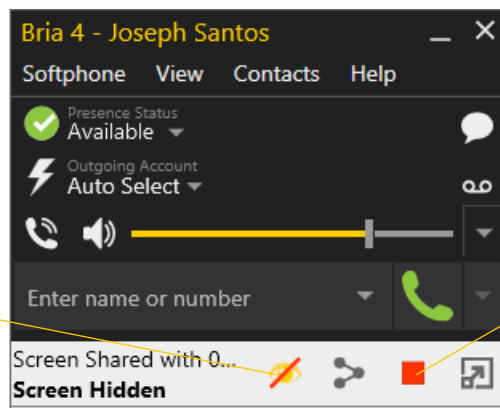 Bria 4 - Joseph Santos
Softphone View Contacts Help
Presence Status
Available
Outgoing Account
Auto Select
Enter name or number
Screen Shared with 0...
Screen Hidden